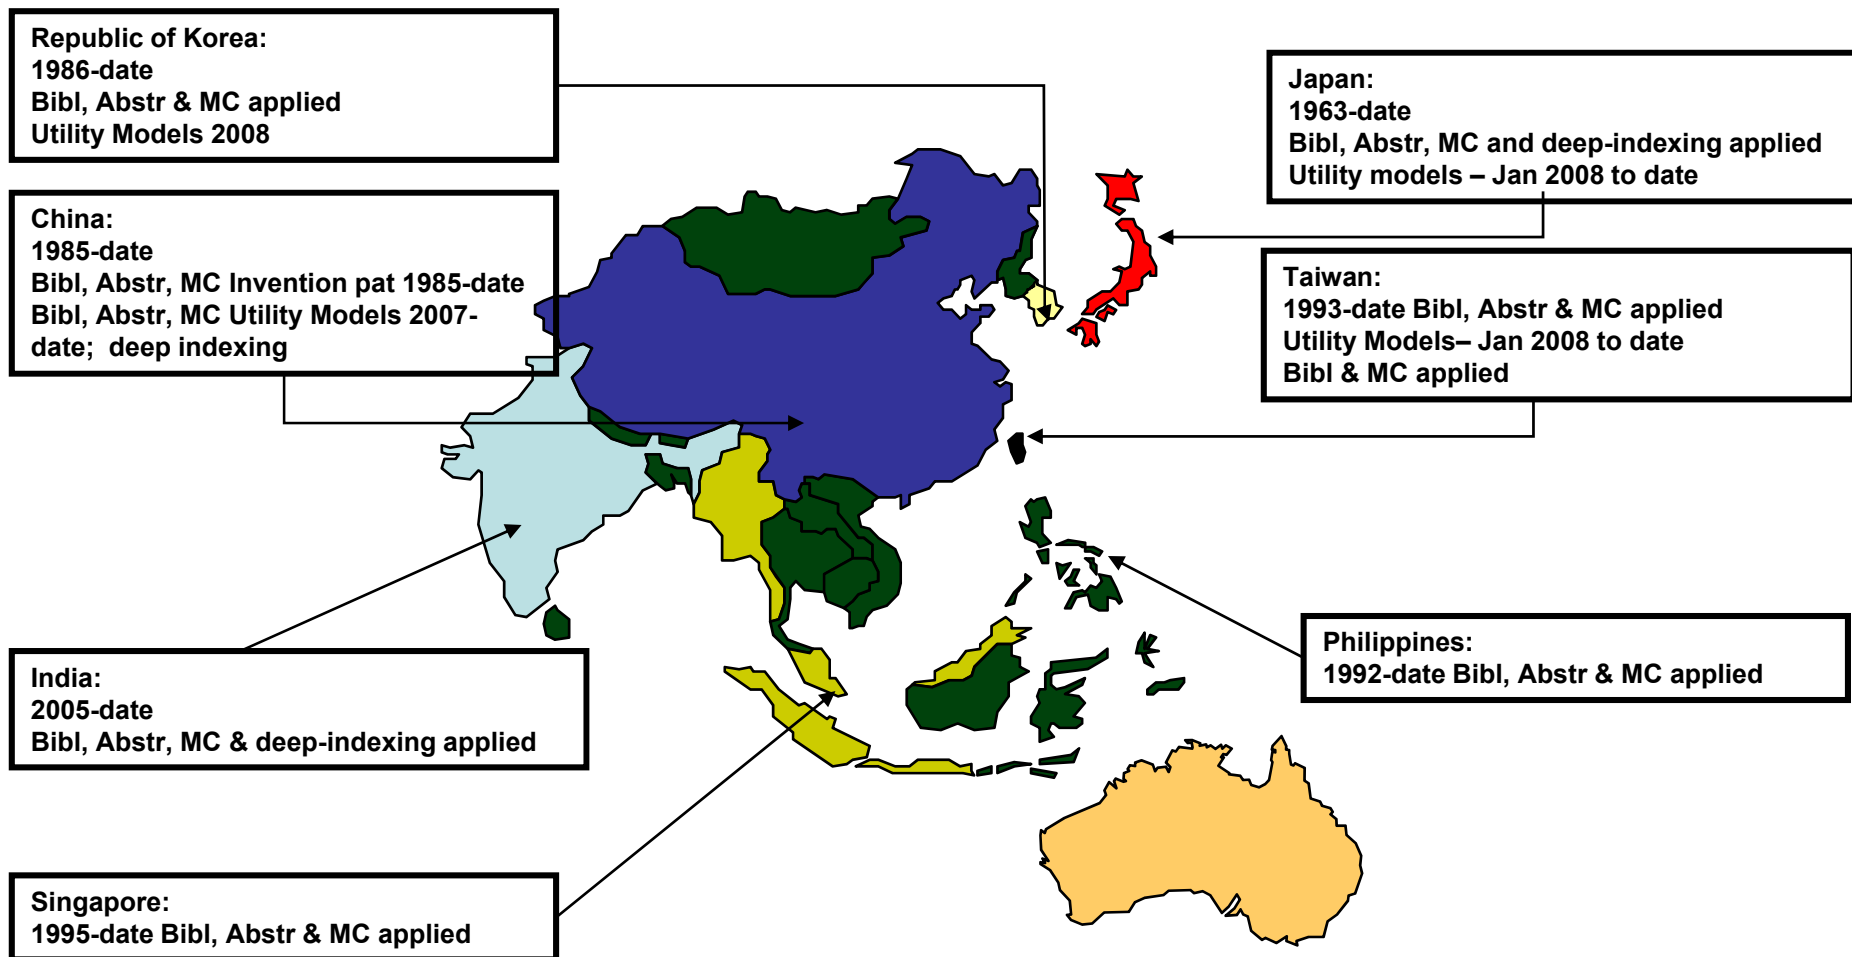 Republic of Korea:
1986-date
Bibl, Abstr & MC applied
Utility Models 2008
China:
1985-date
Bibl, Abstr, MC Invention pat 1985-date
Bibl, Abstr, MC Utility Models 2007-
date;  deep indexing
India:
2005-date
Bibl, Abstr, MC & deep-indexing applied
Singapore:
1995-date Bibl, Abstr & MC applied
Japan:
1963-date
Bibl, Abstr, MC and deep-indexing applied
Utility models – Jan 2008 to date
Taiwan:
1993-date Bibl, Abstr & MC applied
Utility Models– Jan 2008 to date
Bibl & MC applied
Philippines:
1992-date Bibl, Abstr & MC applied